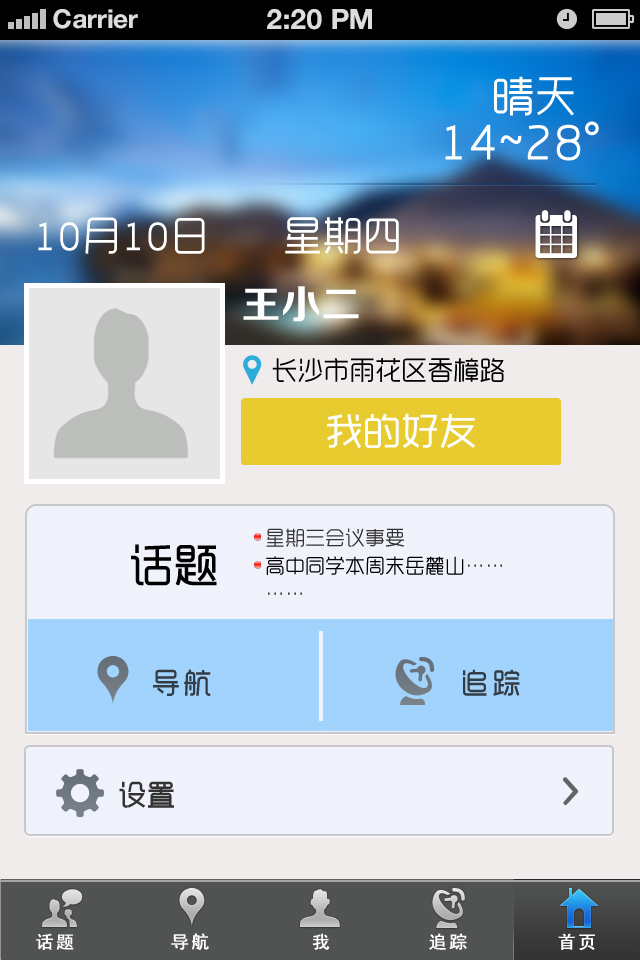 Carrier 2:20 PM
晴天
14~28°
10月10日 星期四
王小二
长沙市雨花区香樟路
我的好友
话题
星期三会议事要
高中同学本周末岳麓山……
……
导航 追踪
设置
话题 导航 我 追踪 首页